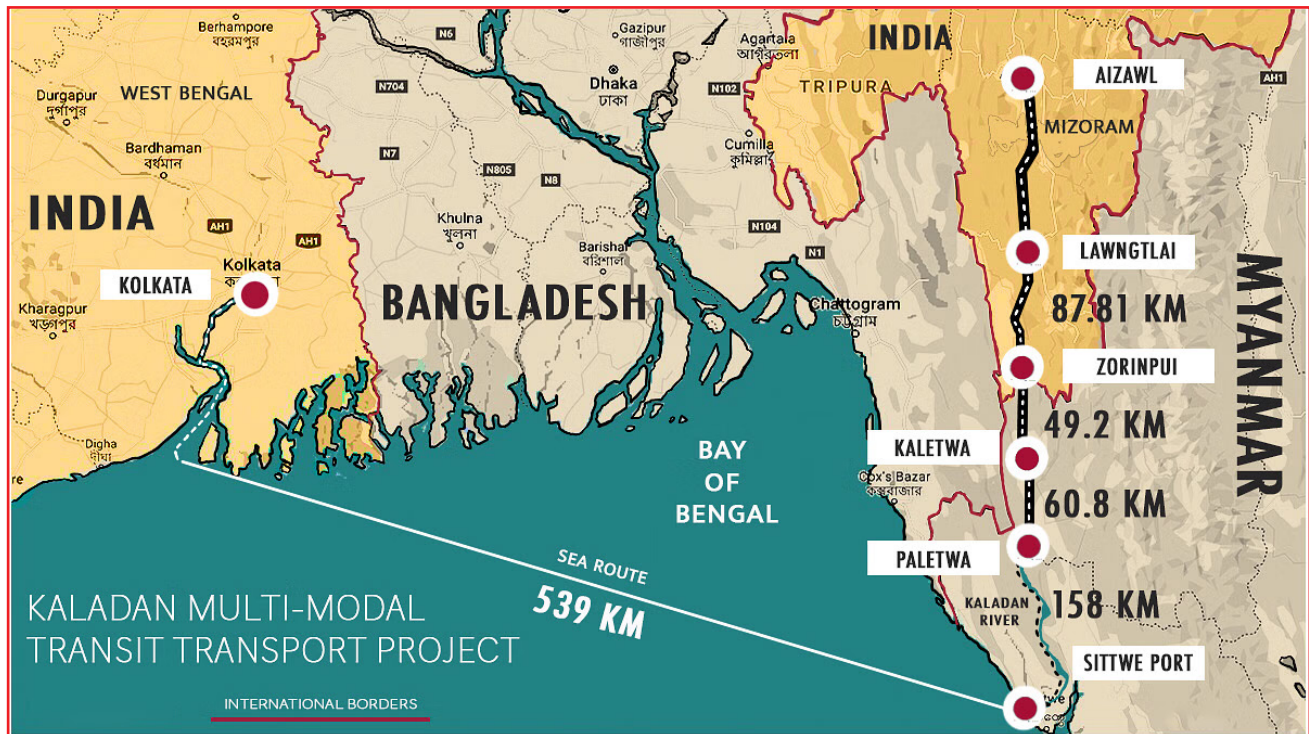 Berhampore
বহরমপুর
N6
Gazipur
গাজীপুর
Agartala
আগরতলা
INDIA
AIZAWL
AH1
Durgapur
দুর্গাপুর
WEST BENGAL
N704
Dhaka
ঢাকা
N102
TRIPURA
MIZORAM
Bardhaman
বর্ধমান
N7
N805
N8
Cumilla
কুমিল্লা
INDIA
AH1
AH1
Khulna
খুলনা
Barishal
বরিশাল
N104
N1
LAWNGTLAI
KOLKATA
Kolkata
BANGLADESH
Chattogram
চট্টগ্রাম
87.81 KM
MYANMAR
Kharagpur
খড়্গপুর
ZORINPUI
49.2 KM
Digha
দীঘা
re
BAY
OF
BENGAL
KALETWA
Cox's Bazar
কক্সবাজার
60.8 KM
SEA ROUTE
539 KM
PALETWA
KALADAN
RIVER
158 KM
KALADAN MULTI-MODAL
TRANSIT TRANSPORT PROJECT
SITTWE PORT
INTERNATIONAL BORDERS